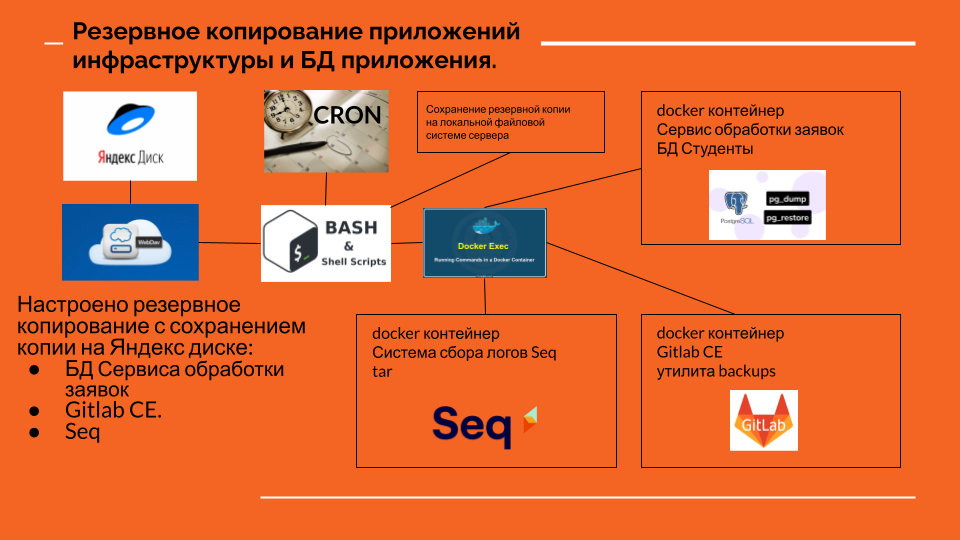 Резервное копирование приложений
инфраструктуры и БД приложения.
Яндекс Диск
CRON
Сохранение резервной копии
на локальной файловой
системе сервера
docker контейнер
Сервис обработки заявок
БД Студенты
PostgreSQL
pg_dump
pg_restore
WebDav
BASH
&
Shell Scripts
Docker Exec
Running Commands in a Docker Container
Настроено резервное
копирование с сохранением
копии на Яндекс диске:
● БД Сервиса обработки
заявок
● Gitlab CE.
● Seq
docker контейнер
Система сбора логов Seq
tar
Seq
docker контейнер
Gitlab CE
утилита backups
GitLab